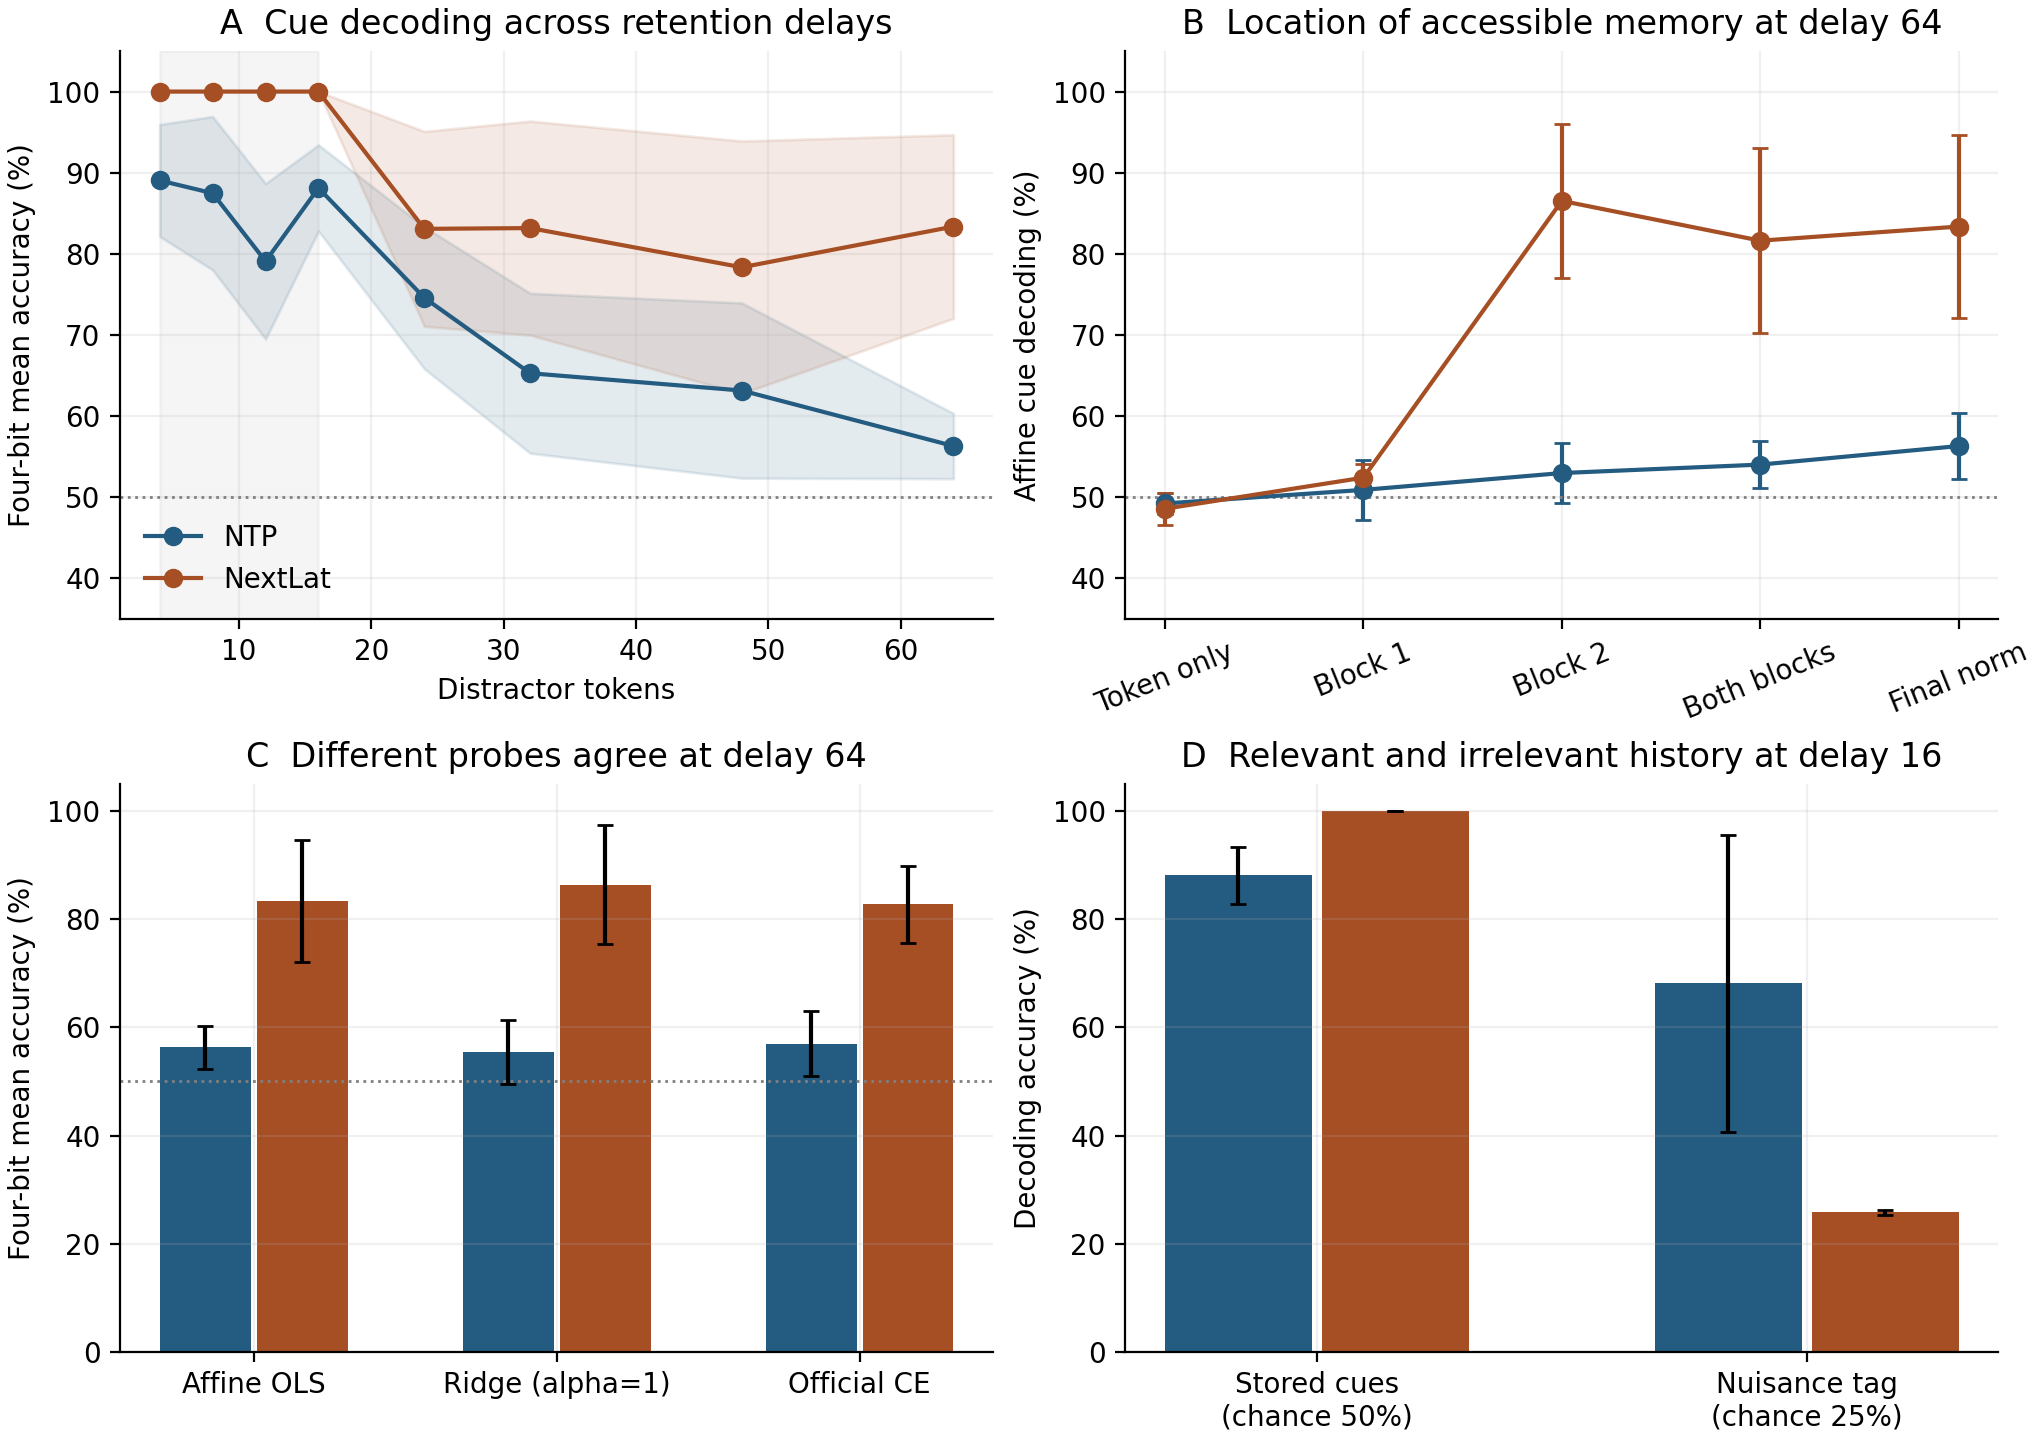 A  Cue decoding across retention delays
Four-bit mean accuracy (%)
100
90
80
70
60
50
40
NTP
NextLat
10
20
30
40
50
60
Distractor tokens
B  Location of accessible memory at delay 64
Affine cue decoding (%)
100
90
80
70
60
50
40
Token only
Block 1
Block 2
Both blocks
Final norm
C  Different probes agree at delay 64
Four-bit mean accuracy (%)
100
80
60
40
20
0
Affine OLS
Ridge (alpha=1)
Official CE
D  Relevant and irrelevant history at delay 16
Decoding accuracy (%)
100
80
60
40
20
0
Stored cues
(chance 50%)
Nuisance tag
(chance 25%)